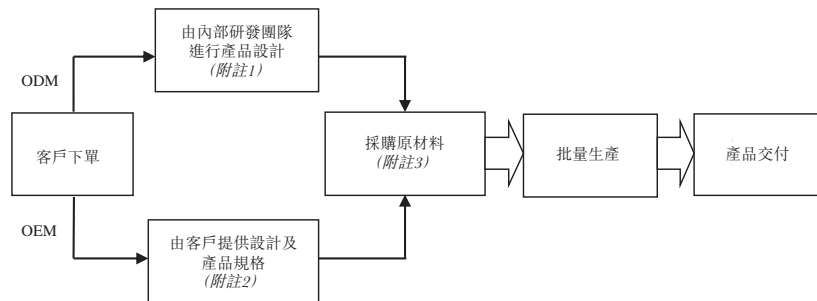 由內部研發團隊
進行產品設計
(附註1)
ODM
客戶下單
採購原材料
(附註3)
批量生產
產品交付
OEM
由客戶提供設計及
產品規格
(附註2)